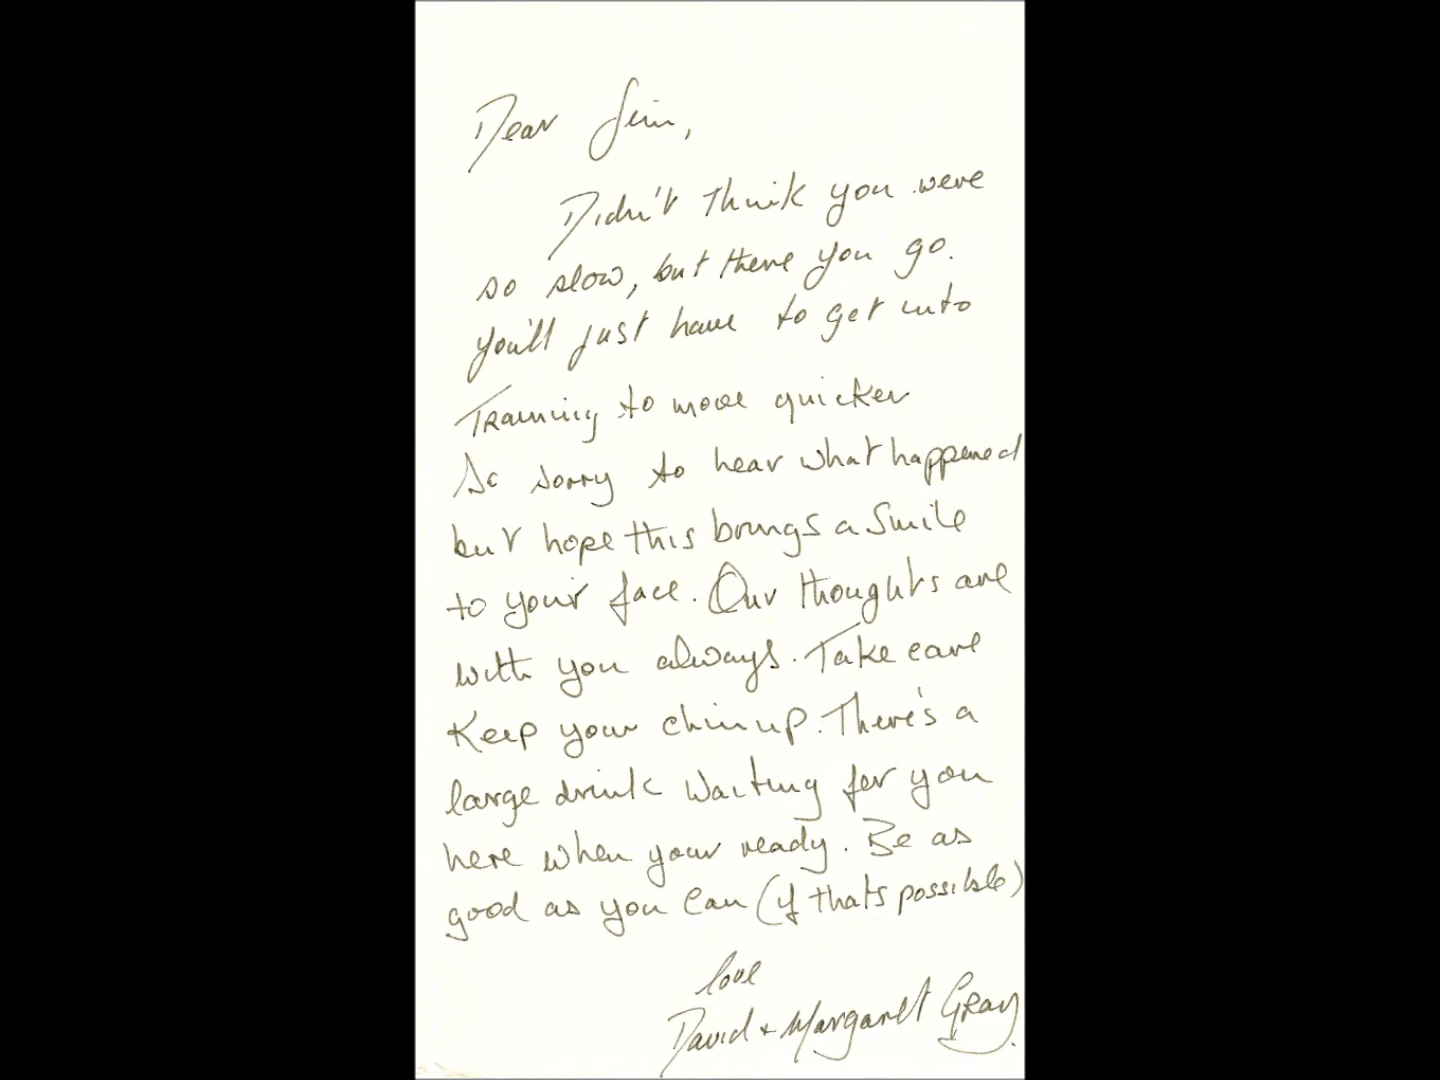 Dear Jim,
Didn't think you were
so slow, but there you go.
You'll just have to get into
Training to move quicker
So sorry to hear what happened
but hope this brings a smile
to your face. Our thoughts are
with you always. Take care
Keep your chin up. There's a
large drink waiting for you
here when your ready. Be as
good as you can (if thats possible)
love
David + Margaret Gray.